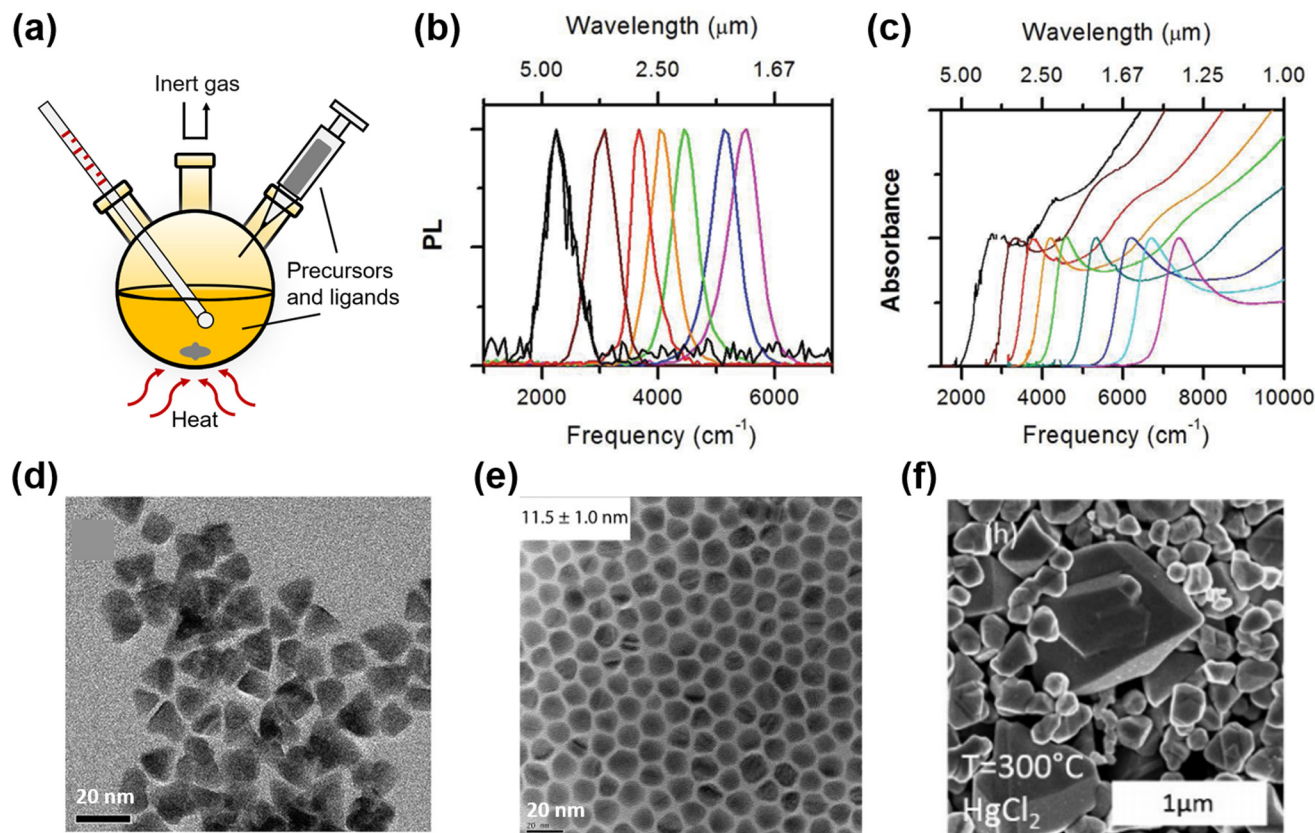 (a)
Inert gas
Precursors
and ligands
Heat
(b)
Wavelength (μm)
5.00 2.50 1.67
PL
2000 4000 6000
Frequency (cm⁻¹)
(c)
Wavelength (μm)
5.00 2.50 1.67 1.25 1.00
Absorbance
2000 4000 6000 8000 10000
Frequency (cm⁻¹)
(d)
20 nm
(e)
11.5 ± 1.0 nm
20 nm
20 nm
(f)
(h)
T=300°C
HgCl₂
1μm